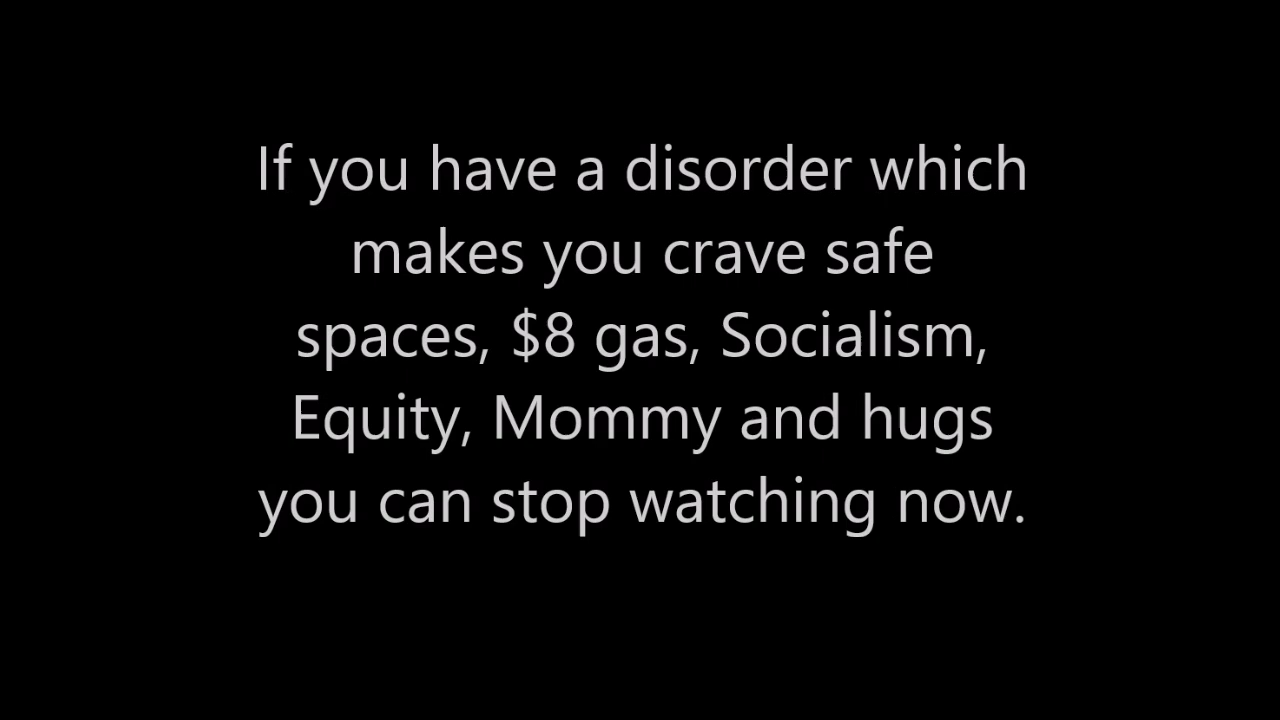 If you have a disorder which
makes you crave safe
spaces, $8 gas, Socialism,
Equity, Mommy and hugs
you can stop watching now.